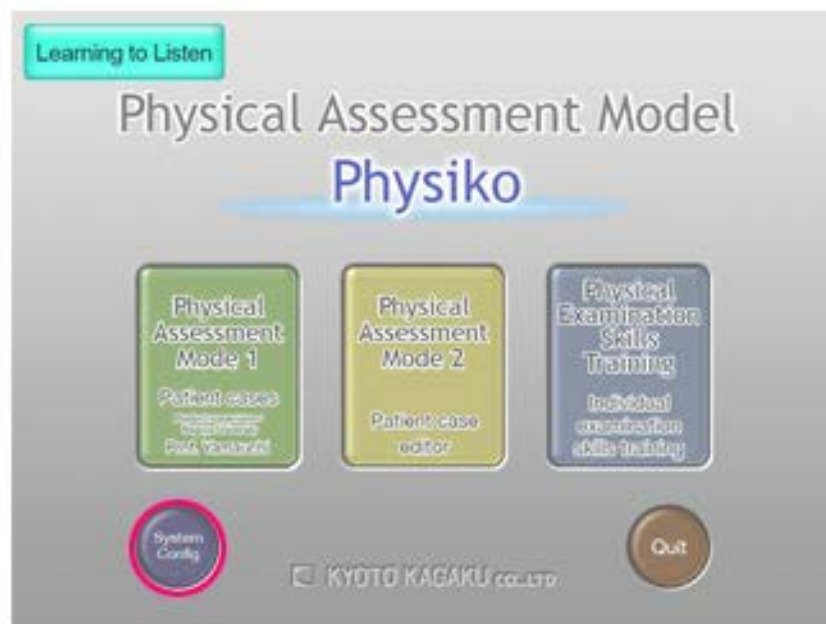 Learning to Listen
Physical Assessment Model
Physiko
Physical
Assessment
Mode 1
Patient cases
Prof. Yamauchi
Physical
Assessment
Mode 2
Patient case
editor
Physical
Examination
Skills
Training
Individual
examination
skills training
System
Config
Quit
KYOTO KAGAKU CO.,LTD